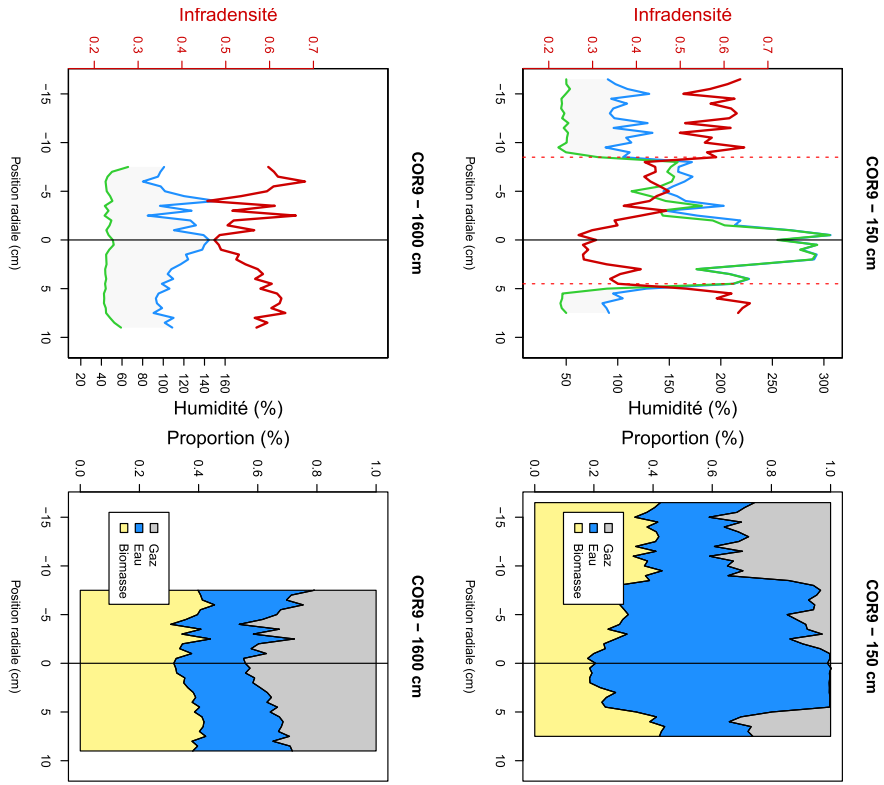 COR9 − 150 cm
Infradensité
0.2 0.3 0.4 0.5 0.6 0.7
−15 −10 −5 0 5 10
Position radiale (cm)
50 100 150 200 250 300
Humidité (%)
COR9 − 150 cm
Proportion (%)
0.0 0.2 0.4 0.6 0.8 1.0
Gaz
Eau
Biomasse
−15 −10 −5 0 5 10
Position radiale (cm)
COR9 − 1600 cm
Infradensité
0.2 0.3 0.4 0.5 0.6 0.7
−15 −10 −5 0 5 10
Position radiale (cm)
20 40 60 80 100 120 140 160
Humidité (%)
COR9 − 1600 cm
Proportion (%)
0.0 0.2 0.4 0.6 0.8 1.0
Gaz
Eau
Biomasse
−15 −10 −5 0 5 10
Position radiale (cm)